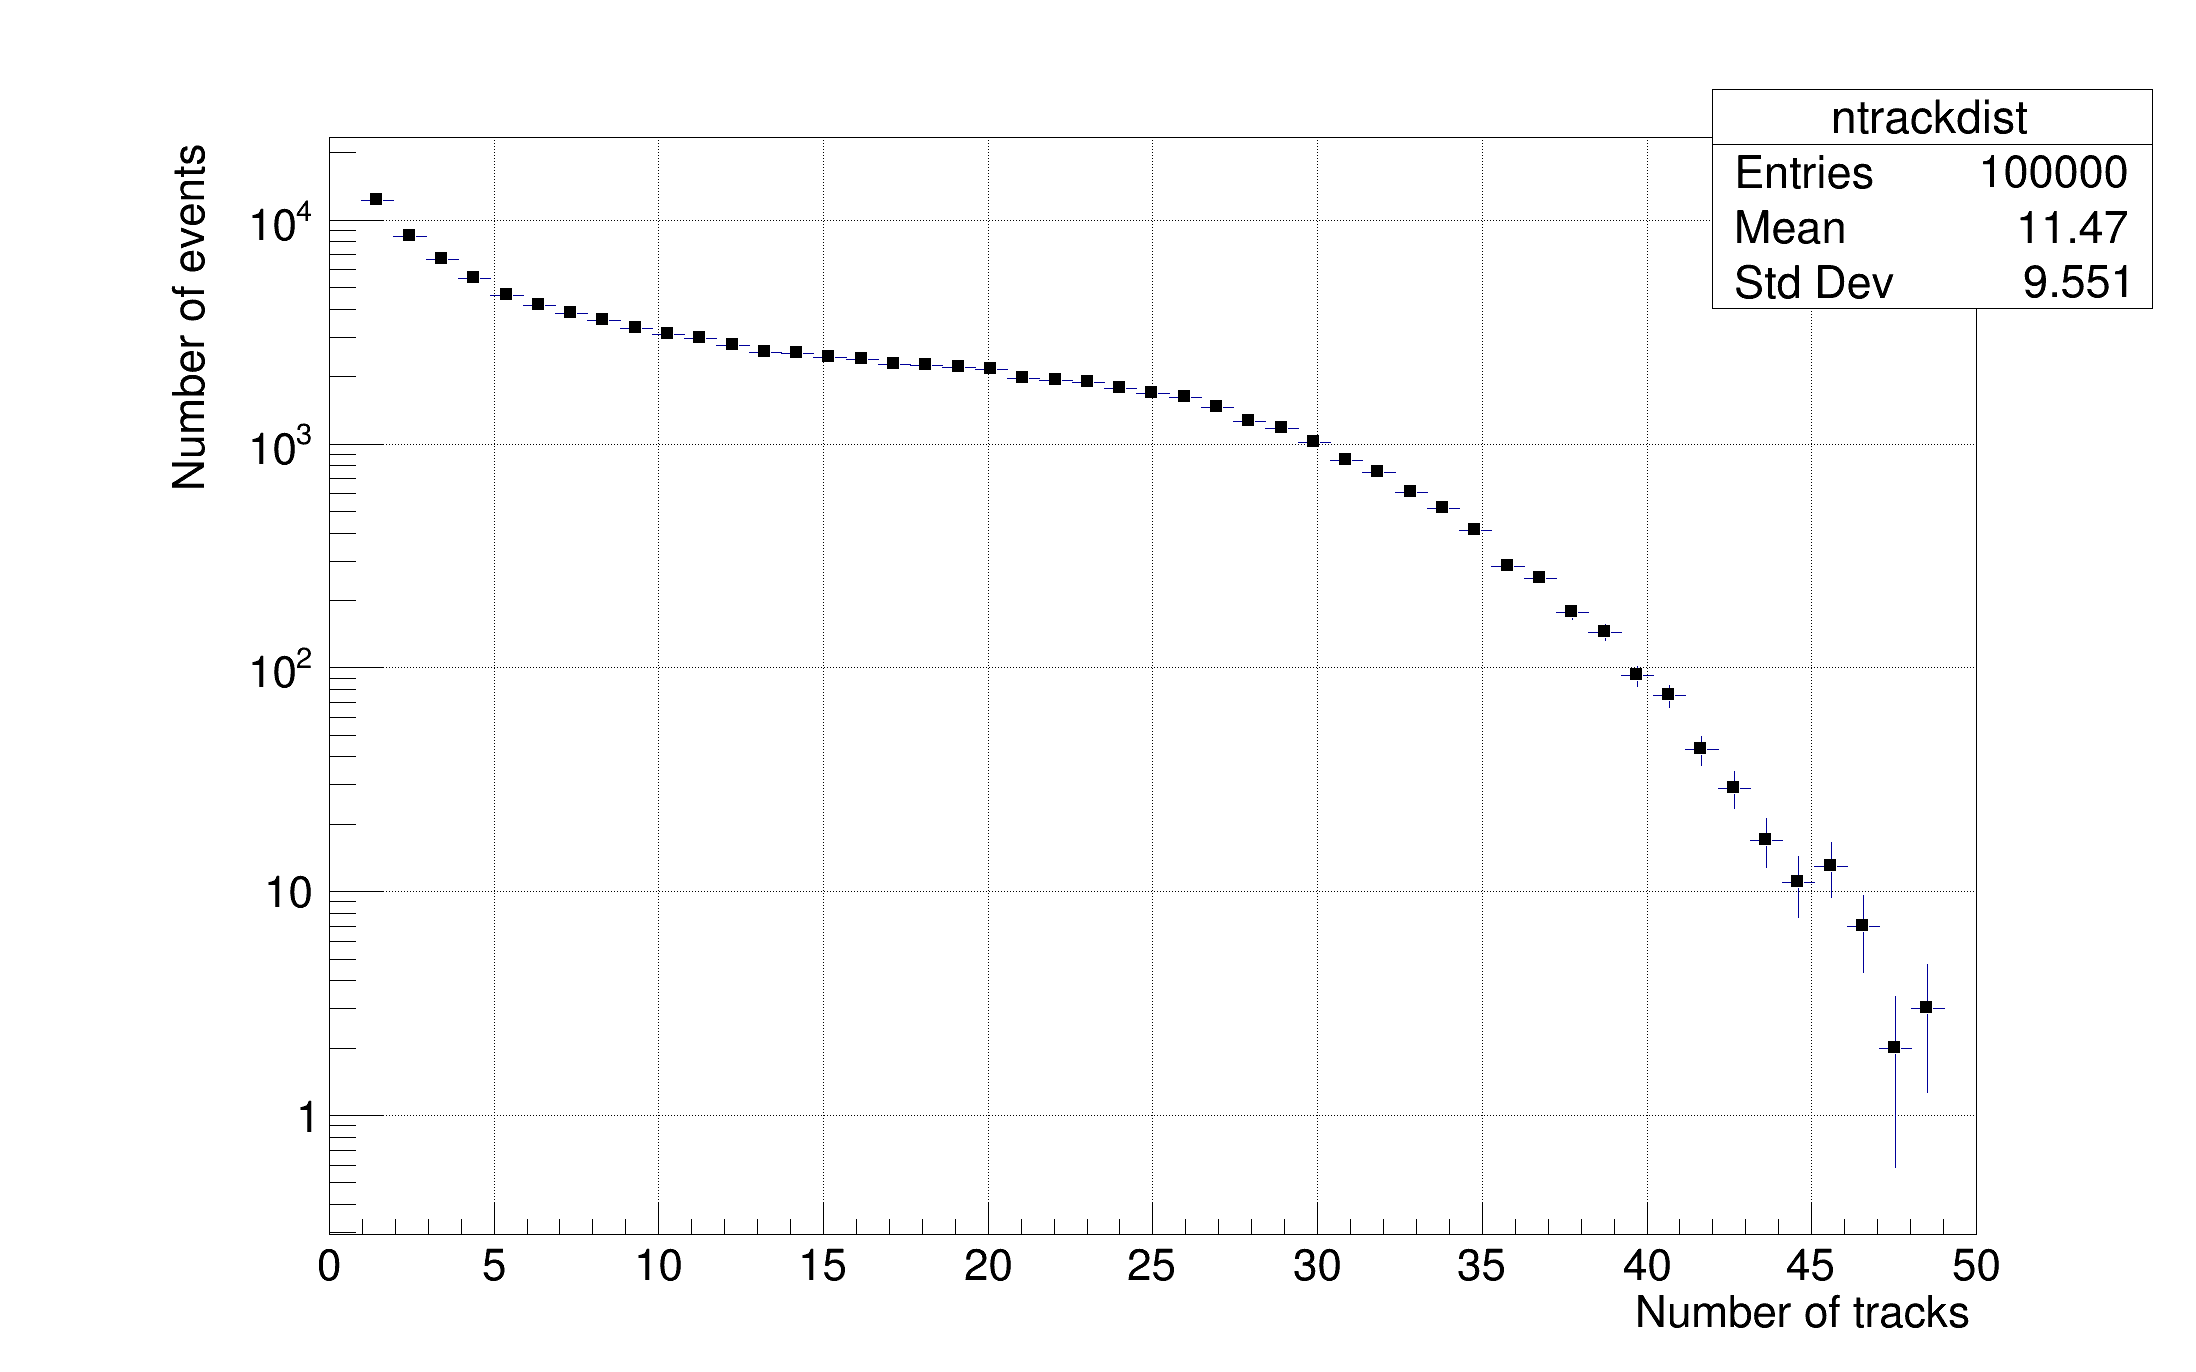 ntrackdist
Entries 100000
Mean 11.47
Std Dev 9.551
Number of events
10^4
10^3
10^2
10
1
0 5 10 15 20 25 30 35 40 45 50
Number of tracks